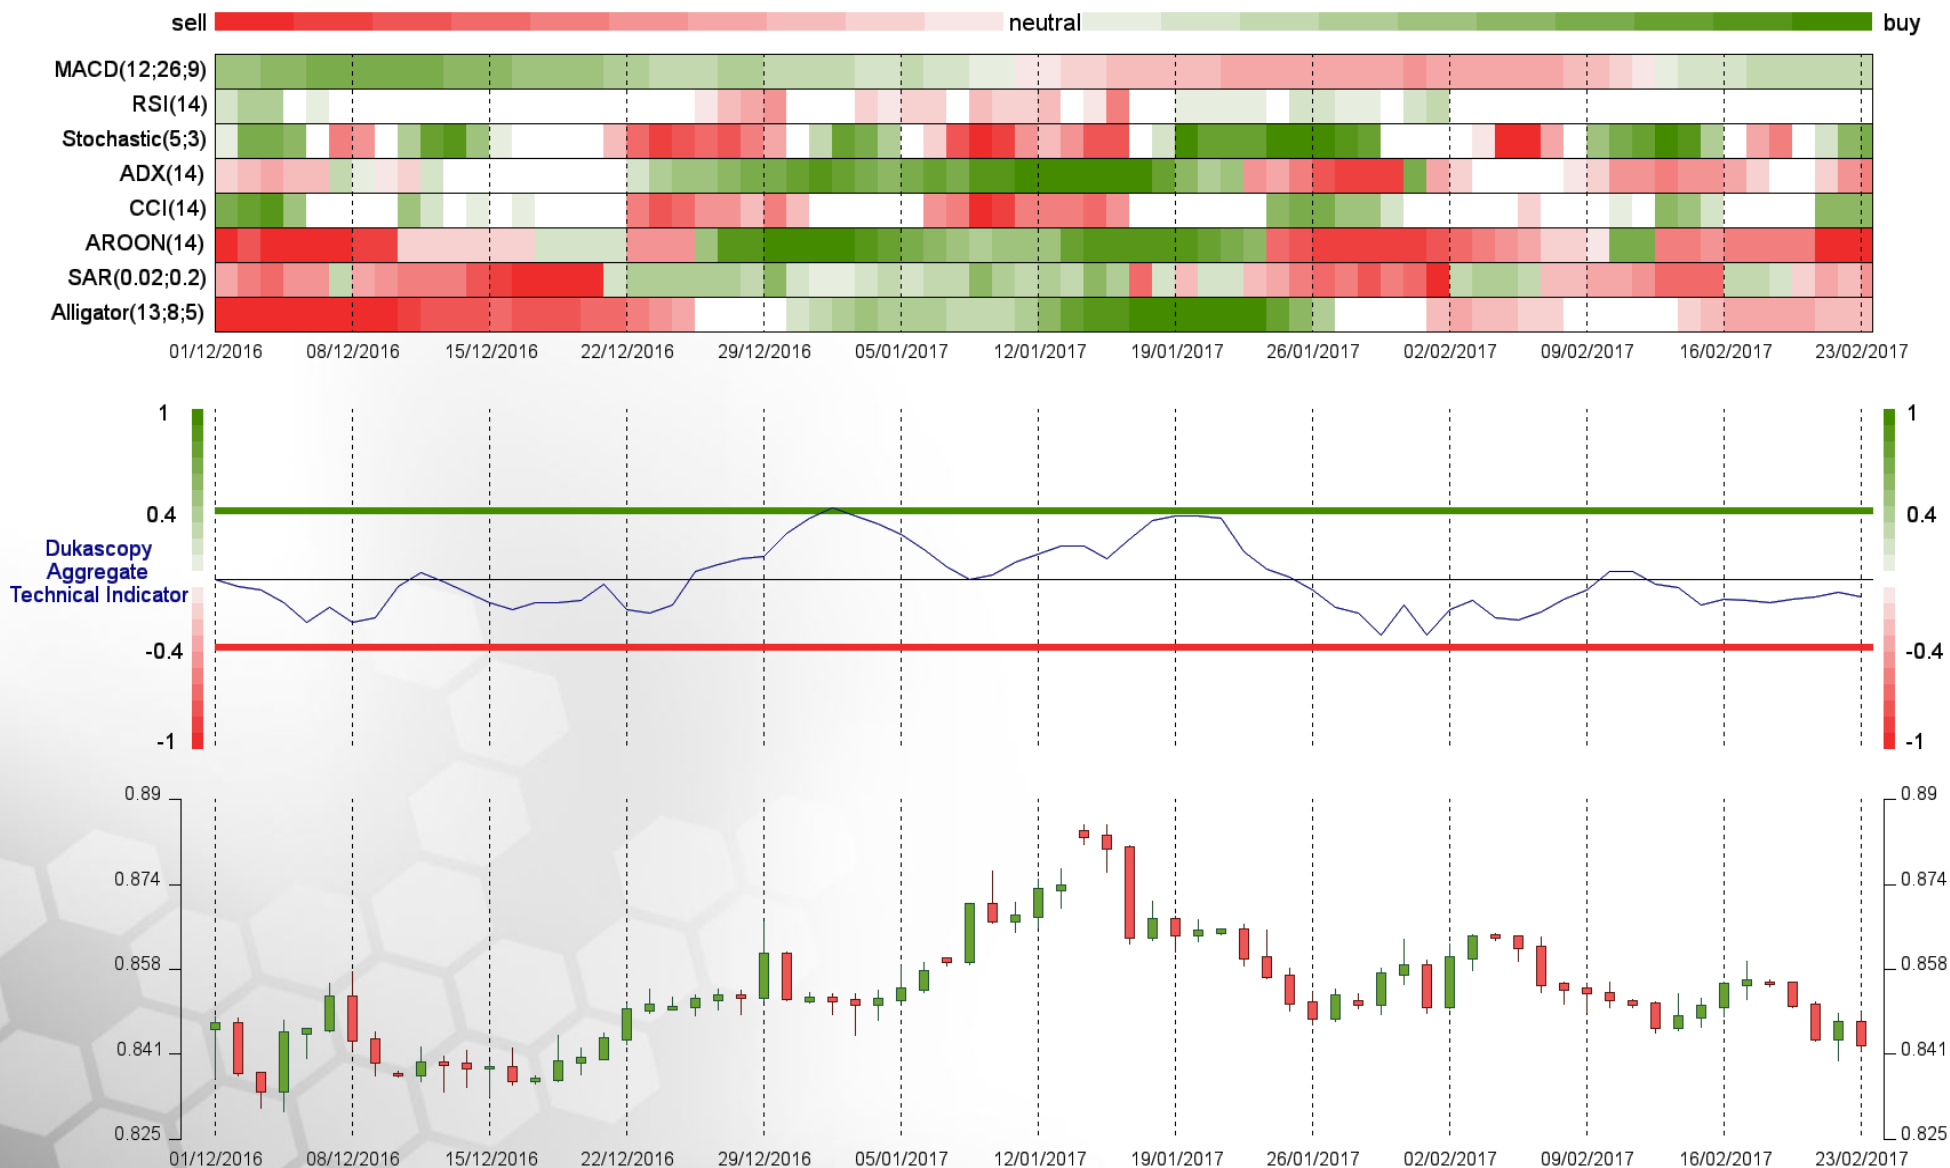 sell neutral buy
MACD(12;26;9)
RSI(14)
Stochastic(5;3)
ADX(14)
CCI(14)
AROON(14)
SAR(0.02;0.2)
Alligator(13;8;5)
01/12/2016 08/12/2016 15/12/2016 22/12/2016 29/12/2016 05/01/2017 12/01/2017 19/01/2017 26/01/2017 02/02/2017 09/02/2017 16/02/2017 23/02/2017
1 1
0.4 0.4
Dukascopy
Aggregate
Technical Indicator
-0.4 -0.4
-1 -1
0.89 0.89
0.874 0.874
0.858 0.858
0.841 0.841
0.825 0.825
01/12/2016 08/12/2016 15/12/2016 22/12/2016 29/12/2016 05/01/2017 12/01/2017 19/01/2017 26/01/2017 02/02/2017 09/02/2017 16/02/2017 23/02/2017